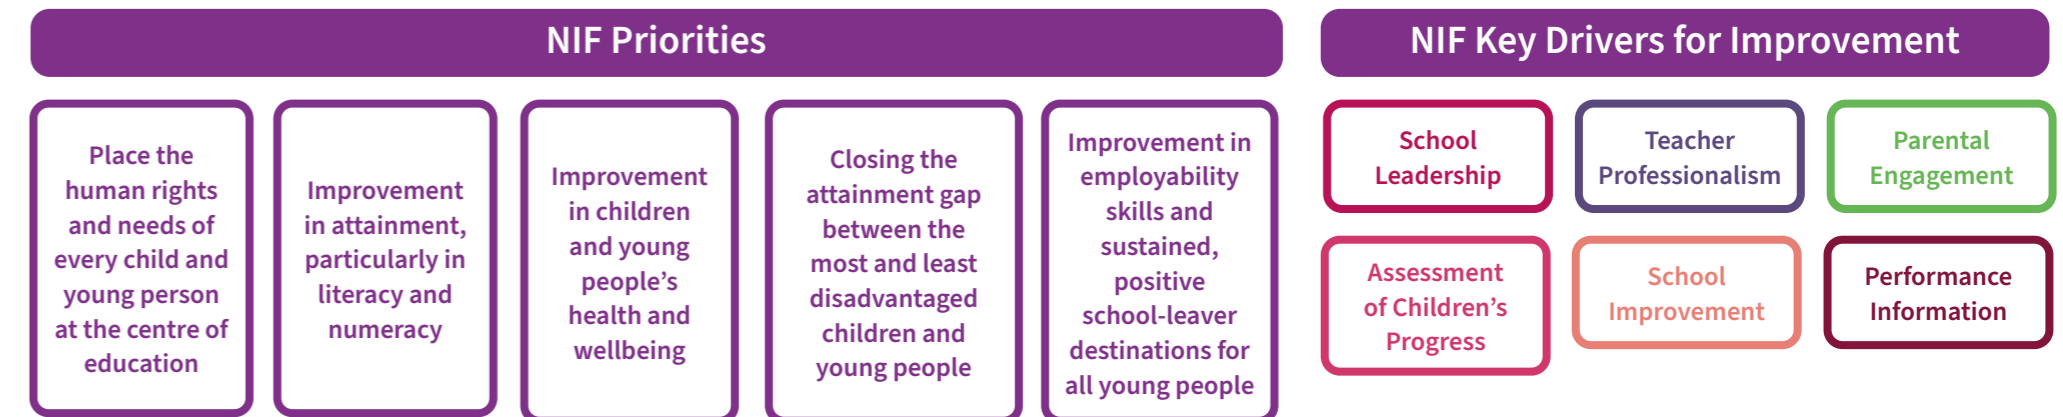 NIF Priorities
Place the
human rights
and needs of
every child and
young person
at the centre of
education
Improvement
in attainment,
particularly in
literacy and
numeracy
Improvement
in children
and young
people’s
health and
wellbeing
Closing the
attainment gap
between the
most and least
disadvantaged
children and
young people
Improvement in
employability
skills and
sustained,
positive
school-leaver
destinations for
all young people
NIF Key Drivers for Improvement
School
Leadership
Teacher
Professionalism
Parental
Engagement
Assessment
of Children’s
Progress
School
Improvement
Performance
Information